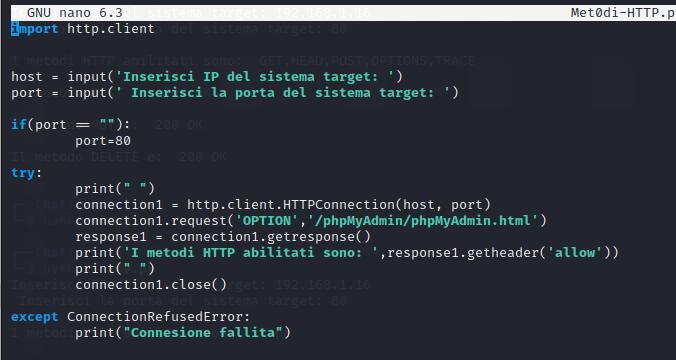 GNU nano 6.3 Met0di-HTTP.p
import http.client
host = input('Inserisci IP del sistema target: ')
port = input(' Inserisci la porta del sistema target: ')
if(port == ""):
port=80
try:
print(" ")
connection1 = http.client.HTTPConnection(host, port)
connection1.request('OPTION','/phpMyAdmin/phpMyAdmin.html')
response1 = connection1.getresponse()
print('I metodi HTTP abilitati sono: ',response1.getheader('allow'))
print(" ")
connection1.close()
except ConnectionRefusedError:
print("Connesione fallita")